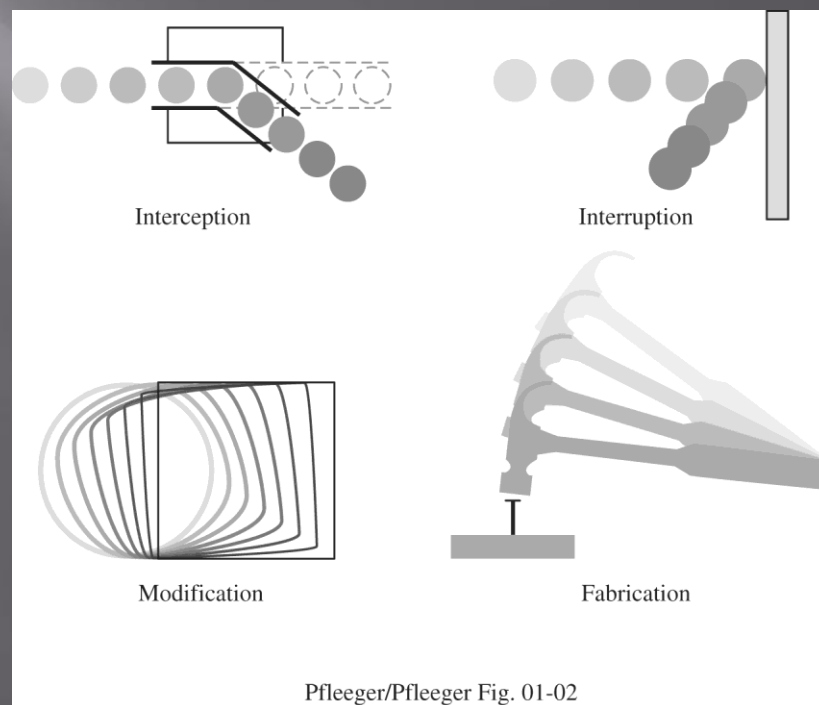 Interception
Interruption
Modification
Fabrication
Pfleeger/Pfleeger Fig. 01-02